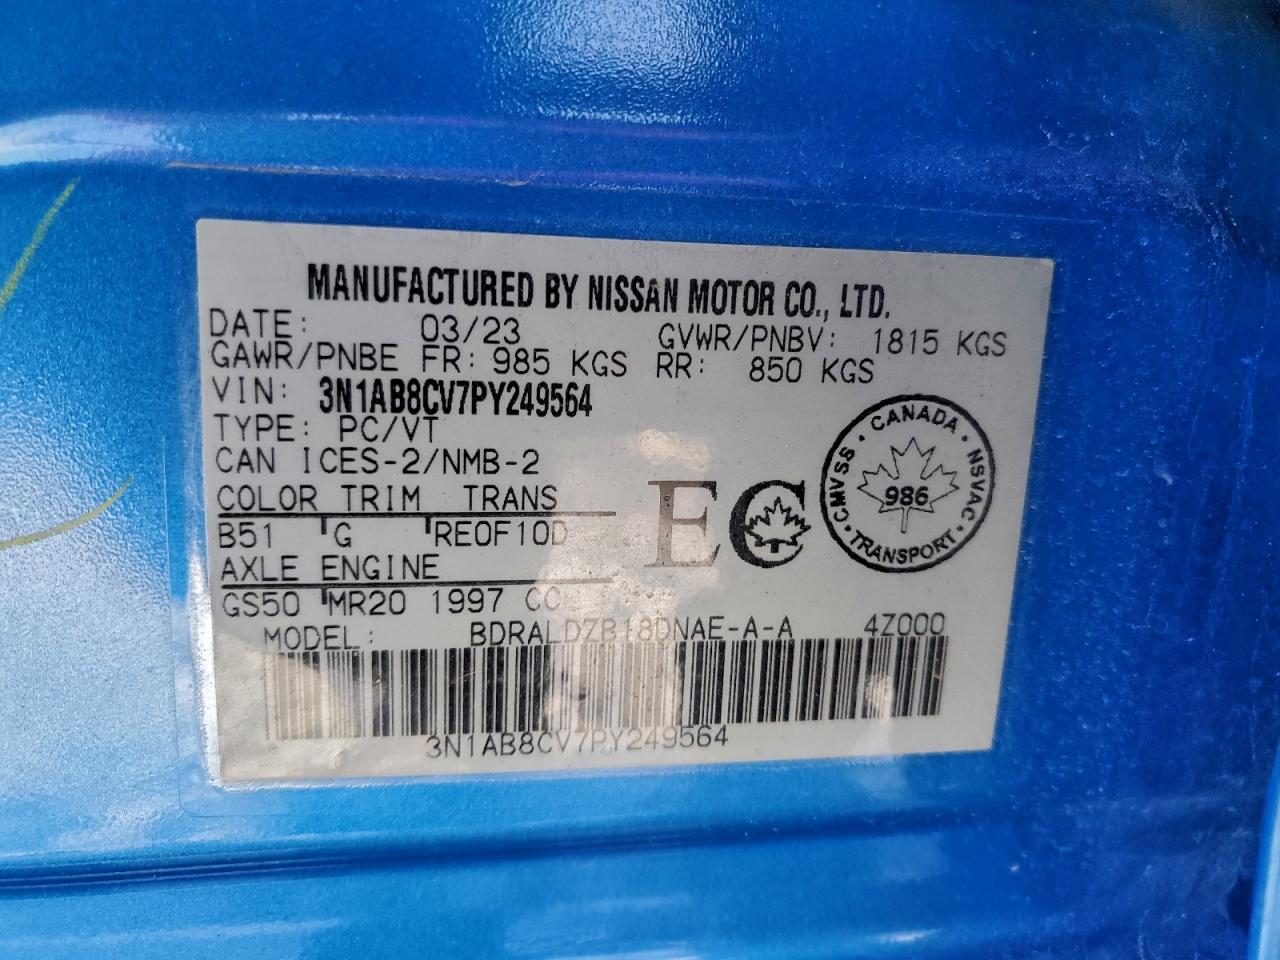 MANUFACTURED BY NISSAN MOTOR CO., LTD.
DATE: 03/23 GVWR/PNBV: 1815 KGS
GAWR/PNBE FR: 985 KGS RR: 850 KGS
VIN: 3N1AB8CV7PY249564
TYPE: PC/VT
CAN ICES-2/NMB-2
COLOR TRIM TRANS
B51 G RE0F10D
AXLE ENGINE
GS50 MR20 1997 CC
EC
CANADA · NSVAC · TRANSPORT · CMVSS ·
986
MODEL: BDRALDZB18DNAE-A-A 4Z000
3N1AB8CV7PY249564